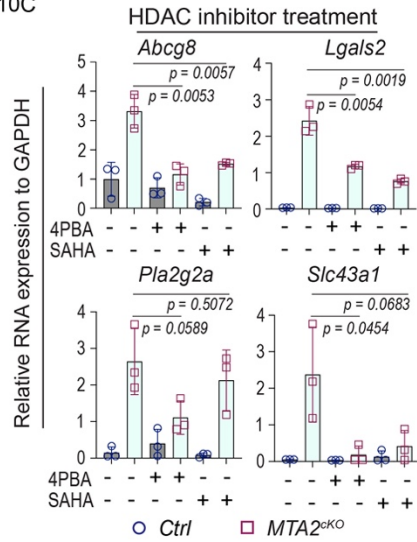 10C
HDAC inhibitor treatment
Relative RNA expression to GAPDH
Abcg8
p = 0.0057
p = 0.0053
5
4
3
2
1
0
4PBA - - + + - -
SAHA - - - - + +
Lgals2
p = 0.0019
p = 0.0054
4
3
2
1
0
- - + + - -
- - - - + +
Pla2g2a
p = 0.5072
p = 0.0589
4
3
2
1
0
4PBA - - + + - -
SAHA - - - - + +
Slc43a1
p = 0.0683
p = 0.0454
4
3
2
1
0
- - + + - -
- - - - + +
Ctrl MTA2cKO